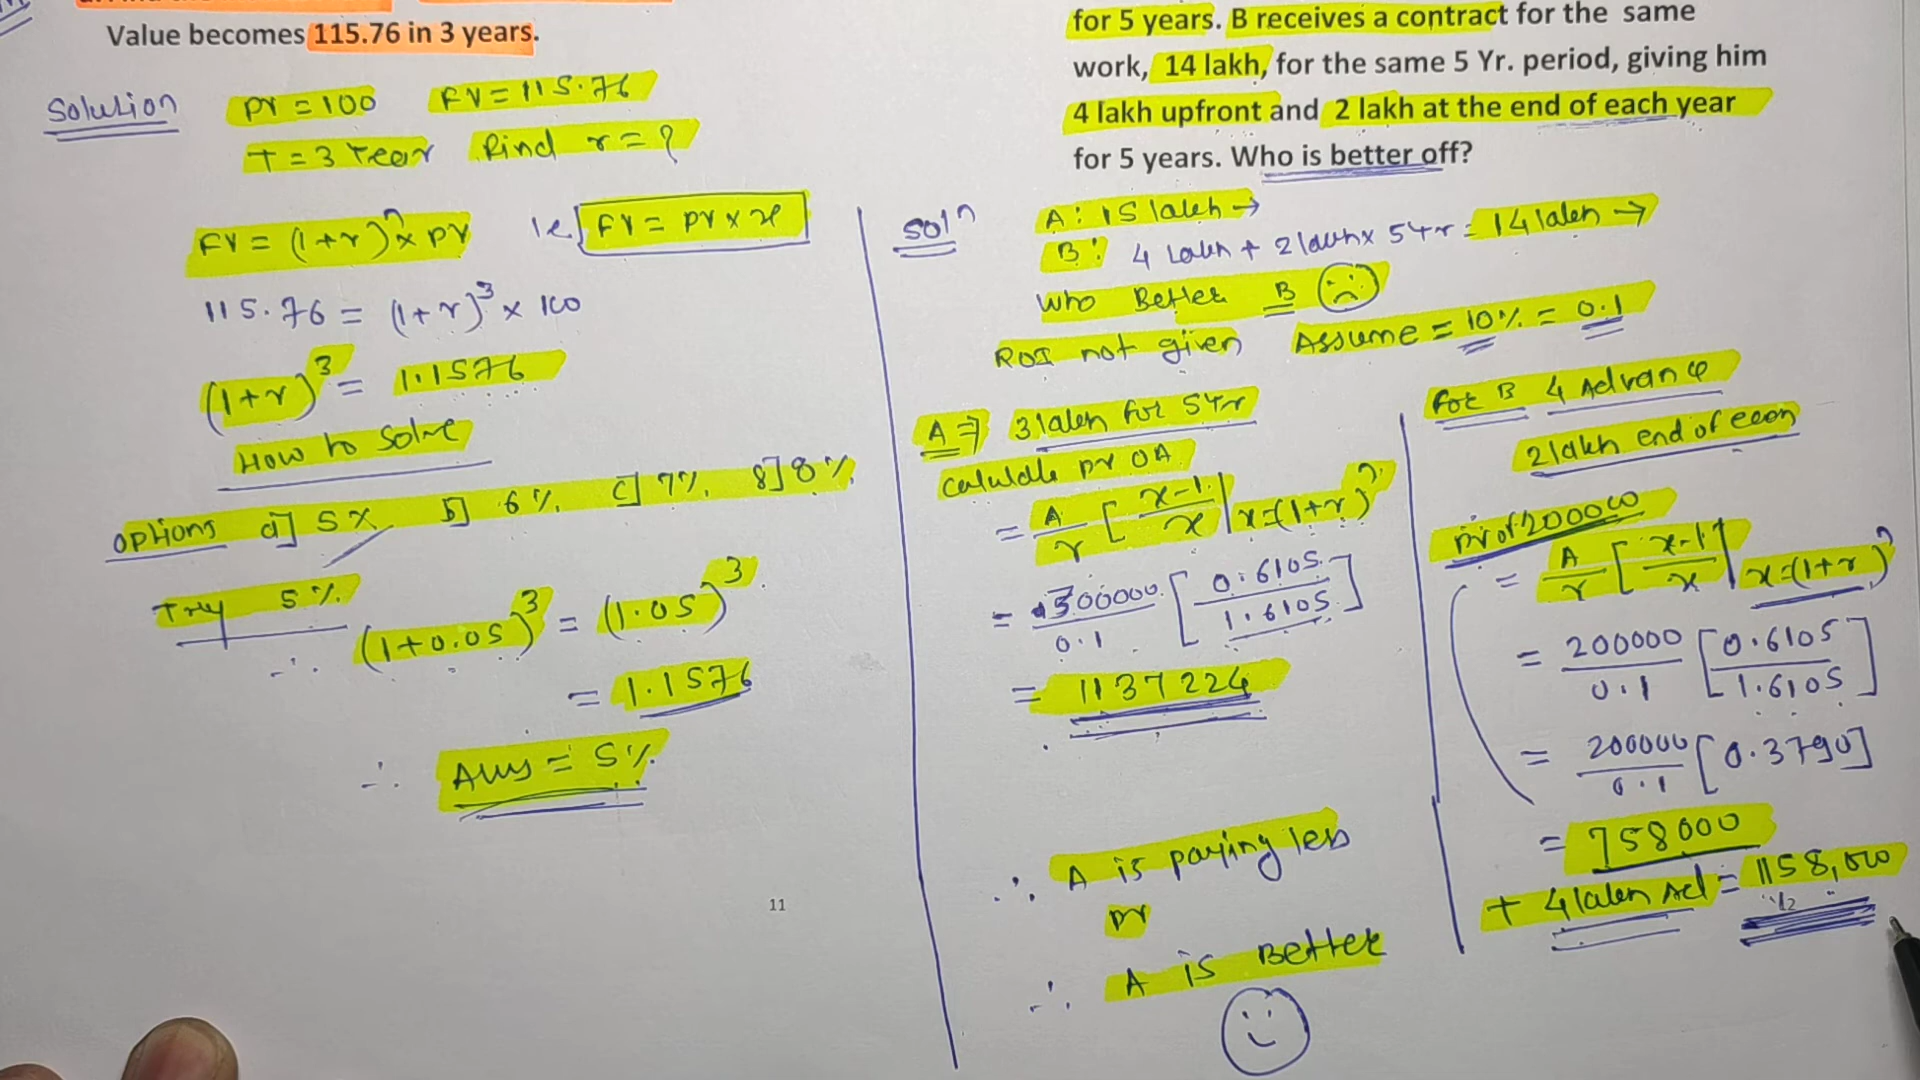 Value becomes 115.76 in 3 years.
Solution PV = 100 FV = 115.76
T = 3 Year Find r = ?
FV = (1+r)^n × PV ie FV = PV × x
115.76 = (1+r)^3 × 100
(1+r)^3 = 1.1576
How to solve
options a] 5% b] 6% c] 7% 8] 8%
Try 5%
∴ (1+0.05)^3 = (1.05)^3
= 1.1576
∴ Ans = 5%
11
for 5 years. B receives a contract for the same
work, 14 lakh, for the same 5 Yr. period, giving him
4 lakh upfront and 2 lakh at the end of each year
for 5 years. Who is better off?
Soln A: 15 lakh →
B: 4 Lakh + 2 lakh × 5 Yr = 14 lakh →
Who Better B
ROI not given Assume = 10% = 0.1
A ⇒ 3 lakh for 5 Yr
Calculate PV OA
= A/r [x-1/x] x=(1+r)^n
= 300000/0.1 [0.6105/1.6105]
= 1137224
∴ A is paying less
PV
∴ A is Better
For B 4 Advance
2 lakh end of each
PV of 200000
= A/r [x-1/x] x=(1+r)^n
= 200000/0.1 [0.6105/1.6105]
= 200000/0.1 [0.3790]
= 758000
+ 4 laken Ad = 1158,000
12